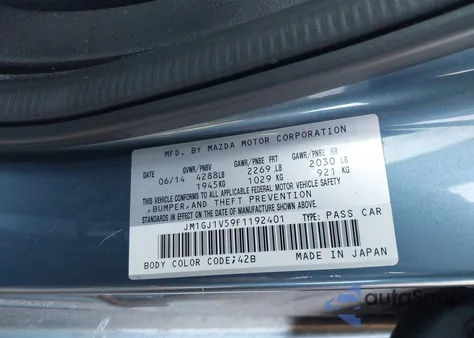 MFD. BY MAZDA MOTOR CORPORATION
GVWR/PNBV GAWR/PNBE FRT GAWR/PNBE RR
06/14 4288LB 2269 LB 2030 LB
1945KG 1029 KG 921 KG
THIS VEHICLE CONFORMS TO ALL APPLICABLE FEDERAL MOTOR VEHICLE SAFETY
,BUMPER,AND THEFT PREVENTION
STANDARDS IN EFFECT ON THE DATE OF MANUFACTURE SHOWN ABOVE.
JM1GJ1V59F1192401 TYPE: PASS CAR
BODY COLOR CODE;42B MADE IN JAPAN
autoSnap